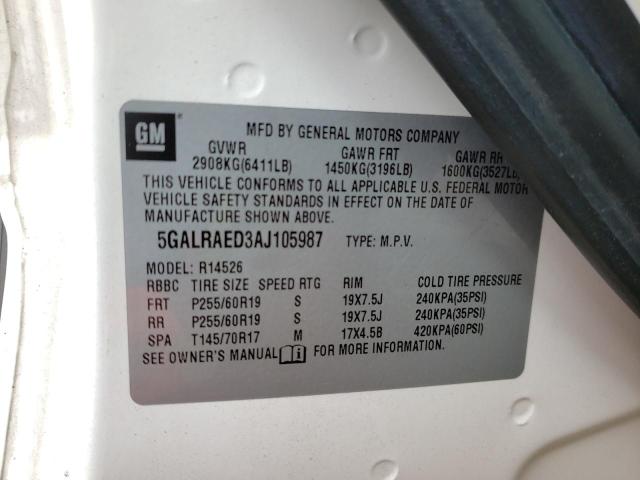 GM
MFD BY GENERAL MOTORS COMPANY
GVWR GAWR FRT GAWR RR
2908KG(6411LB) 1450KG(3196LB) 1600KG(3527LB)
THIS VEHICLE CONFORMS TO ALL APPLICABLE U.S. FEDERAL MOTOR
VEHICLE SAFETY STANDARDS IN EFFECT ON THE DATE OF
MANUFACTURE SHOWN ABOVE.
5GALRAED3AJ105987 TYPE: M.P.V.
MODEL: R14526
RBBC TIRE SIZE SPEED RTG RIM COLD TIRE PRESSURE
FRT P255/60R19 S 19X7.5J 240KPA(35PSI)
RR P255/60R19 S 19X7.5J 240KPA(35PSI)
SPA T145/70R17 M 17X4.5B 420KPA(60PSI)
SEE OWNER'S MANUAL i FOR MORE INFORMATION.